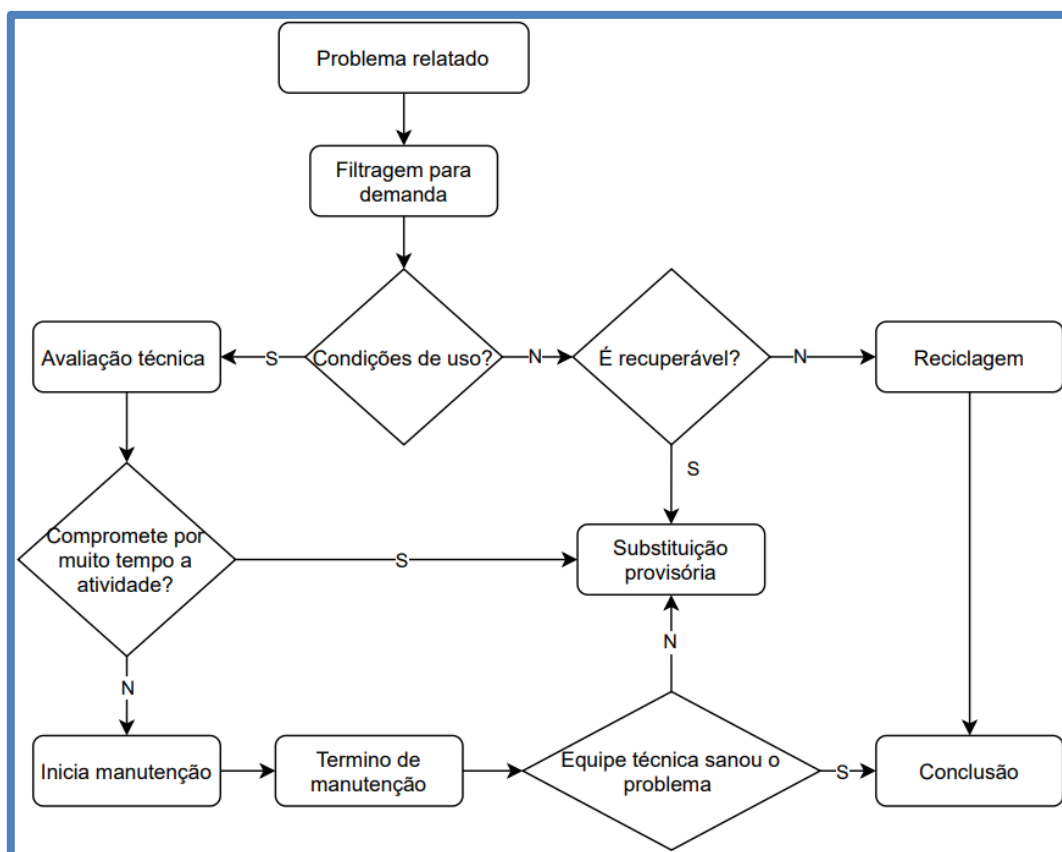 Problema relatado
Filtragem para
demanda
Avaliação técnica
S
Condições de uso?
N
É recuperável?
N
Reciclagem
S
Compromete por
muito tempo a
atividade?
S
Substituição
provisória
N
N
Inicia manutenção
Termino de
manutenção
Equipe técnica sanou o
problema
S
Conclusão